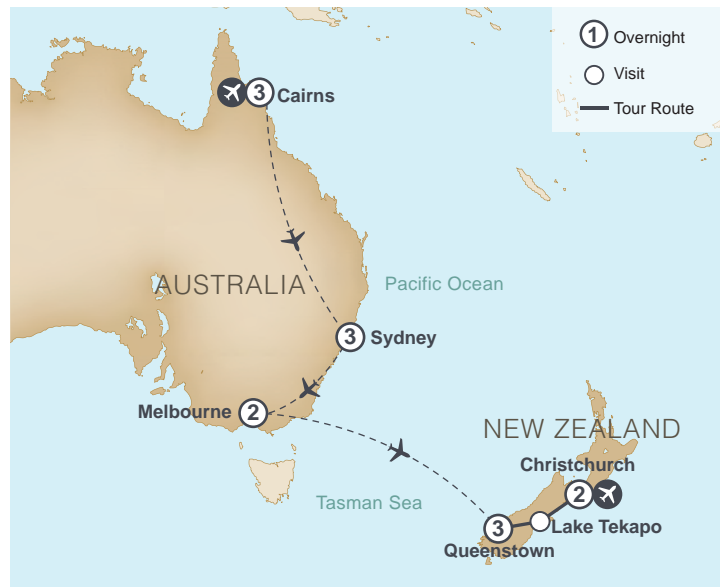 1 Overnight
Visit
Tour Route
3 Cairns
AUSTRALIA
Pacific Ocean
3 Sydney
Melbourne 2
NEW ZEALAND
Christchurch
2
Tasman Sea
3
Lake Tekapo
Queenstown